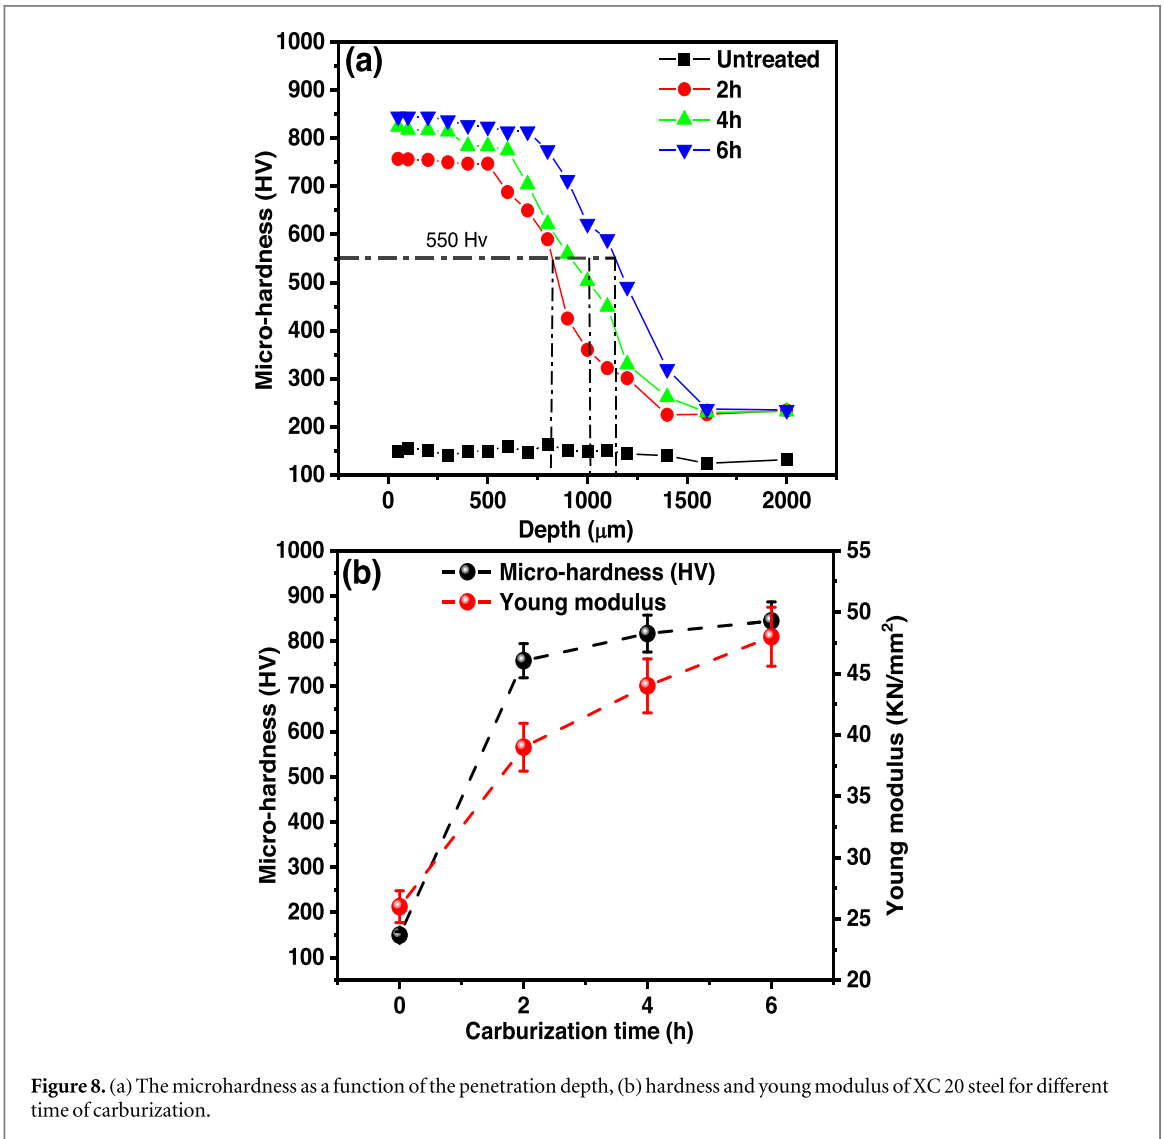 (a)
Untreated
2h
4h
6h
550 Hv
1000
900
800
700
600
500
400
300
200
100
Micro-hardness (HV)
0 500 1000 1500 2000
Depth (μm)
(b)
Micro-hardness (HV)
Young modulus
1000
900
800
700
600
500
400
300
200
100
Micro-hardness (HV)
55
50
45
40
35
30
25
20
Young modulus (KN/mm²)
0 2 4 6
Carburization time (h)
Figure 8. (a) The microhardness as a function of the penetration depth, (b) hardness and young modulus of XC 20 steel for different
time of carburization.